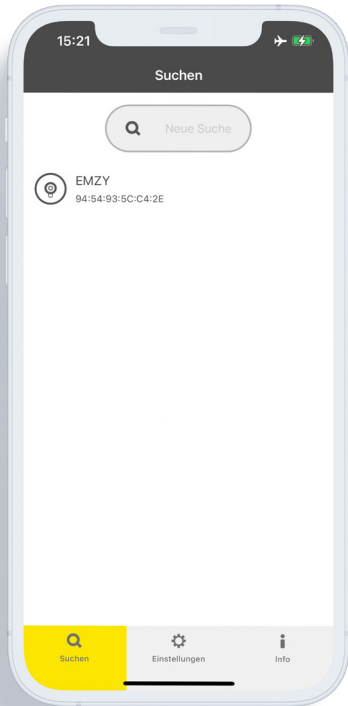 15:21
Suchen
Neue Suche
EMZY
94:54:93:5C:C4:2E
Suchen
Einstellungen
Info